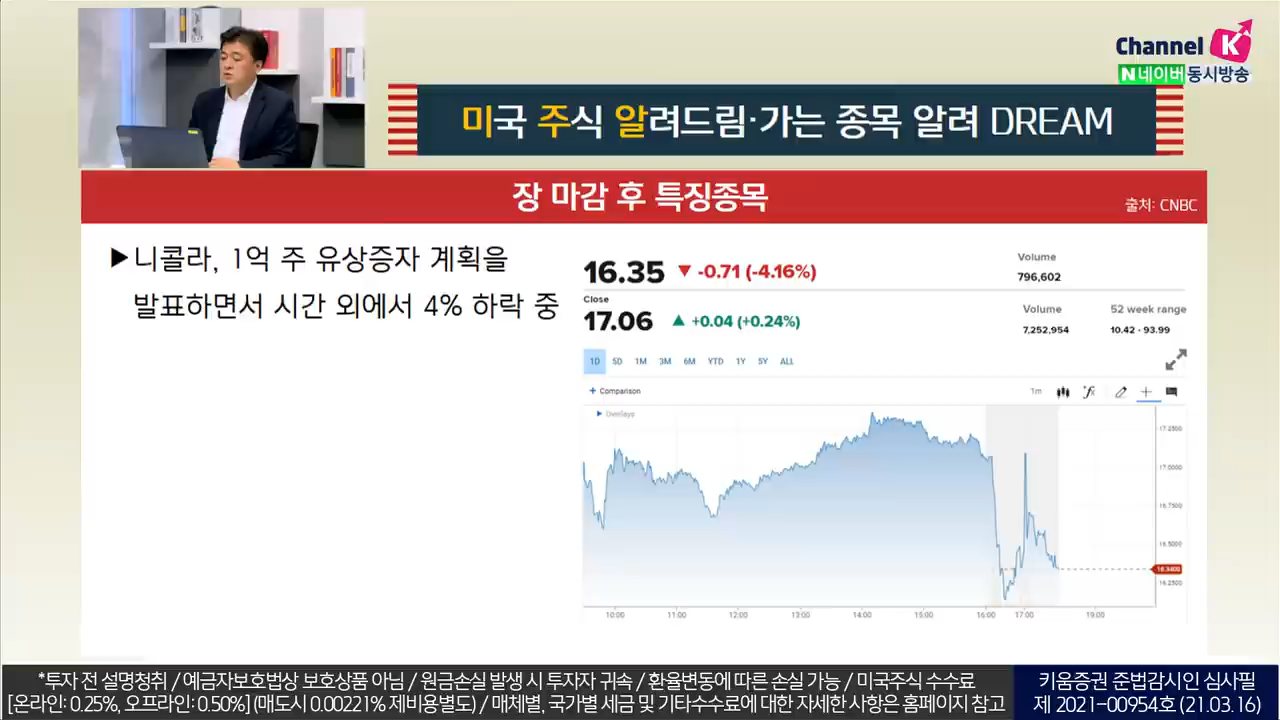 Channel K
N 네이버 동시방송
미국 주식 알려드림·가는 종목 알려 DREAM
장 마감 후 특징종목
출처: CNBC
▶니콜라, 1억 주 유상증자 계획을
발표하면서 시간 외에서 4% 하락 중
16.35 ▼ -0.71 (-4.16%)
Volume
796,602
Close
17.06 ▲ +0.04 (+0.24%)
Volume
7,252,954
52 week range
10.42 - 93.99
1D 5D 1M 3M 6M YTD 1Y 5Y ALL
+ Comparison
1m
▶ Overlays
17.2500
17.0000
16.7500
16.5000
16.3400
16.2500
10:00 11:00 12:00 13:00 14:00 15:00 16:00 17:00 19:00
*투자 전 설명청취 / 예금자보호법상 보호상품 아님 / 원금손실 발생 시 투자자 귀속 / 환율변동에 따른 손실 가능 / 미국주식 수수료
[온라인: 0.25%, 오프라인: 0.50%] (매도시 0.00221% 제비용별도) / 매체별, 국가별 세금 및 기타수수료에 대한 자세한 사항은 홈페이지 참고
키움증권 준법감시인 심사필
제 2021-00954호 (21.03.16)